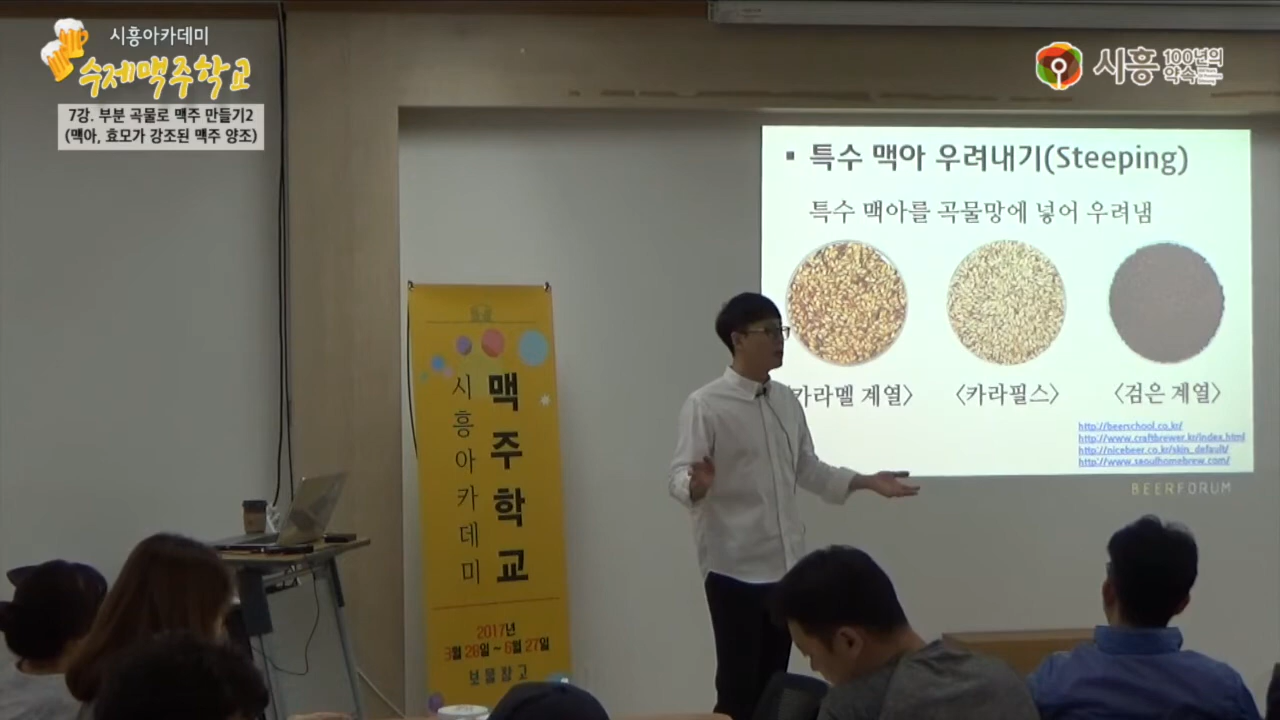 시흥아카데미
수제맥주학교
7강. 부분 곡물로 맥주 만들기2
(맥아, 효모가 강조된 맥주 양조)
시흥 100년의
약속
▪ 특수 맥아 우려내기(Steeping)
특수 맥아를 곡물망에 넣어 우려냄
카라멜 계열〉 〈카라필스〉 〈검은 계열〉
http://beerschool.co.kr/
http://www.craftbrewer.kr/index.html
http://nicebeer.co.kr/skin_default/
http://www.seoulhomebrew.com/
BEERFORUM
맥주학교
시흥아카데미
2017년
3월 28일 ~ 6월 27일
보물창고